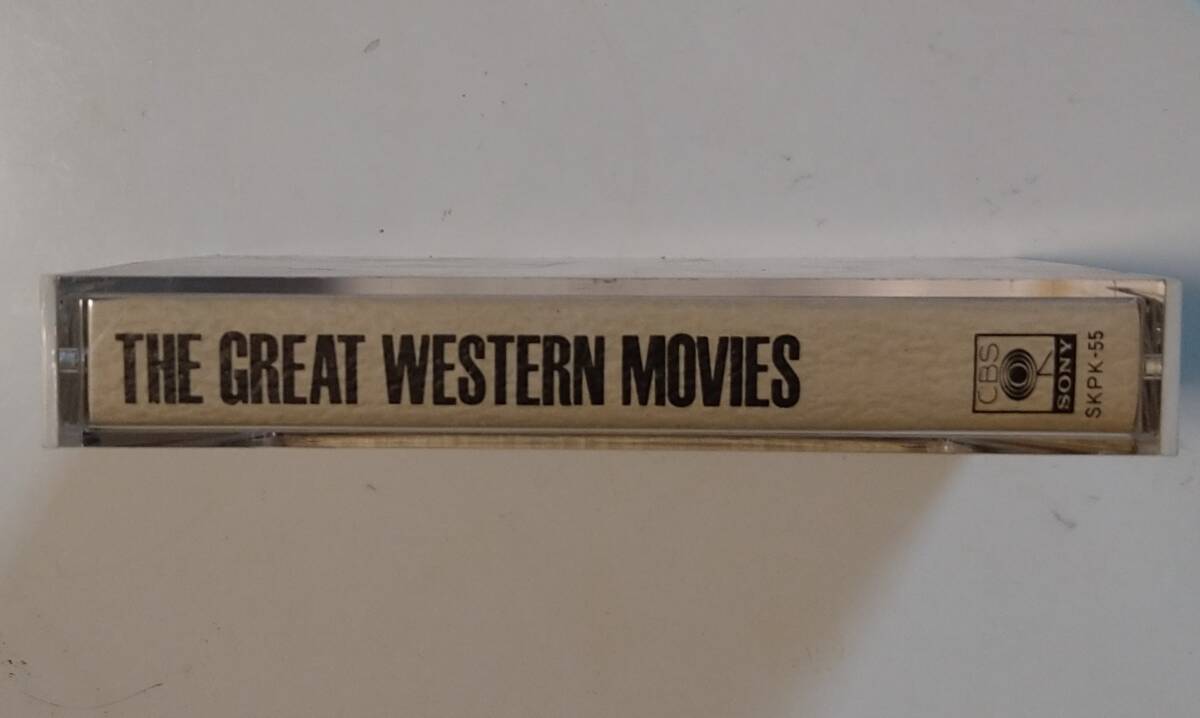 THE GREAT WESTERN MOVIES
CBS
SONY
SKPK-55